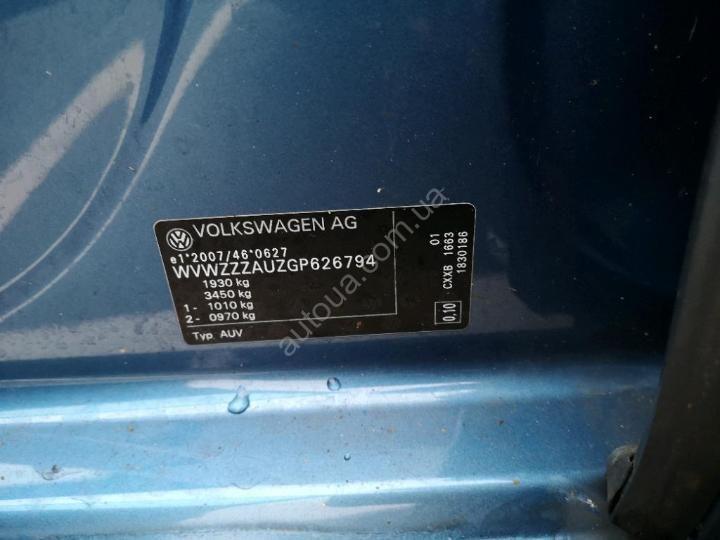 VOLKSWAGEN AG
e1*2007/46*0627
WVWZZZAUZGP626794
1930 kg
3450 kg
1- 1010 kg
2- 0970 kg
Typ AUV
01
CXXB 1663
1830186
0.10
autoua.com.ua